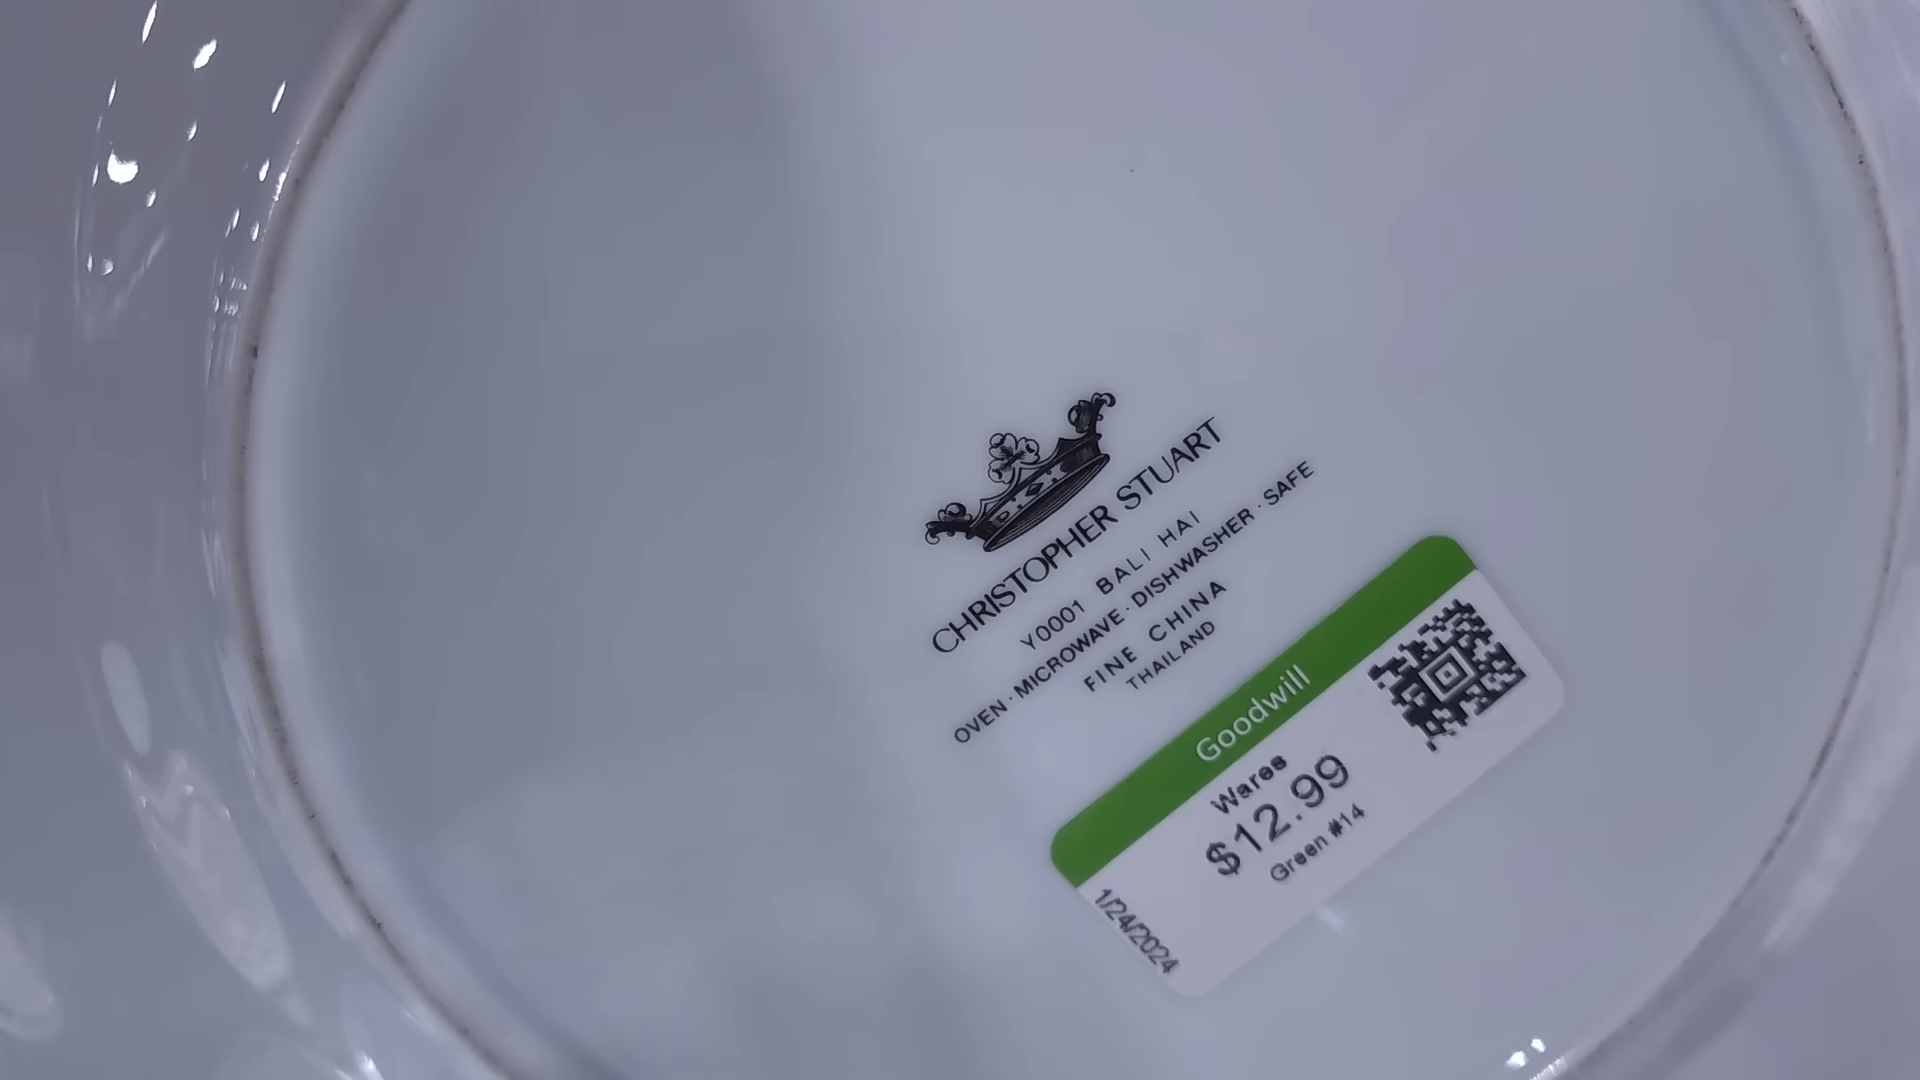 CHRISTOPHER STUART
Y0001 BALI HAI
OVEN · MICROWAVE · DISHWASHER · SAFE
FINE CHINA
THAILAND
Goodwill
Wares
$12.99
Green #14
1/24/2024